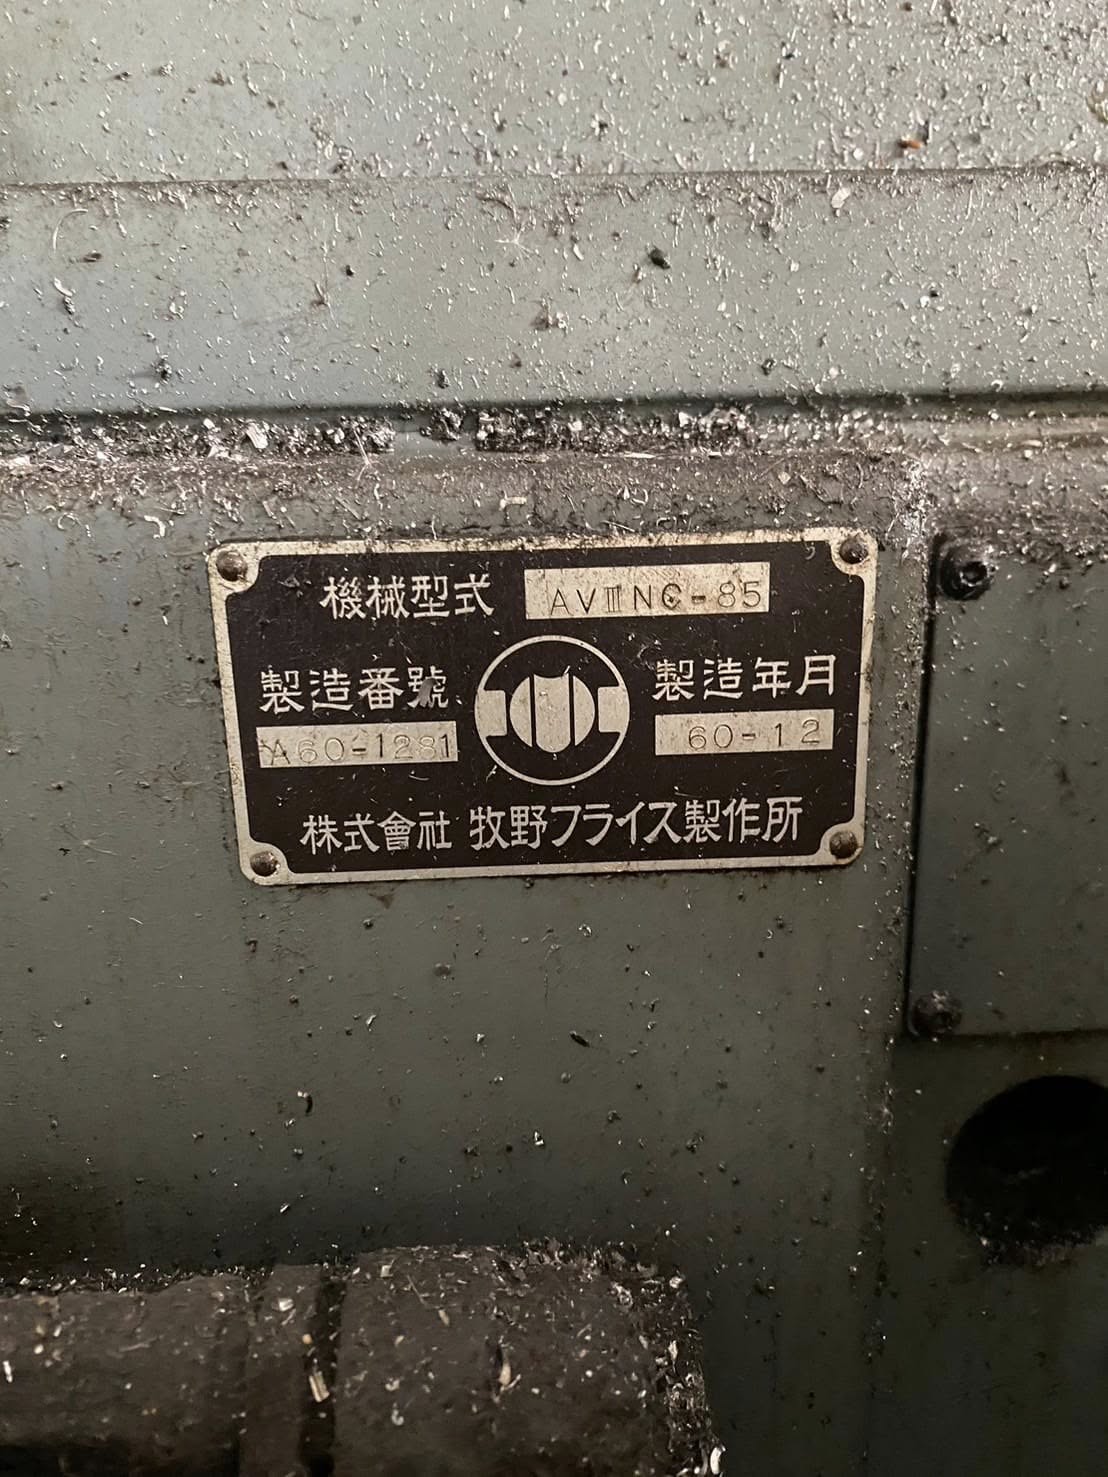 機械型式 AVⅢNC-85
製造番號 製造年月
A60-1281 60-12
株式會社 牧野フライス製作所